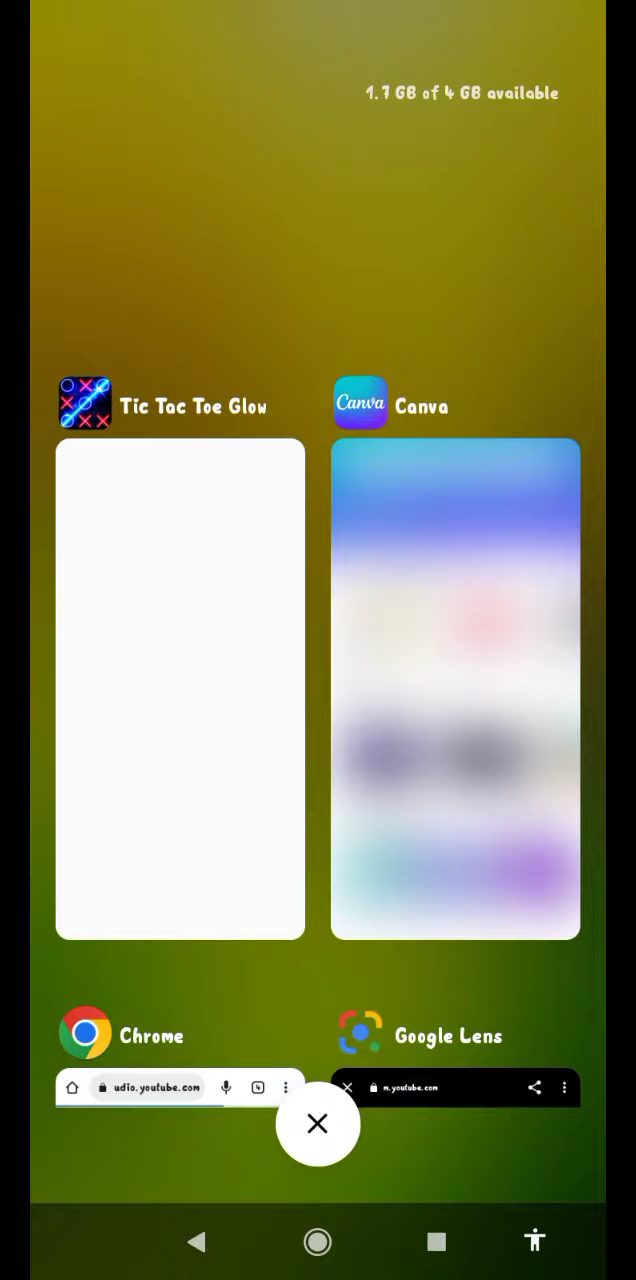 1.7 GB of 4 GB available
Tic Tac Toe Glow
Canva Canva
Chrome
Google Lens
udio.youtube.com
m.youtube.com